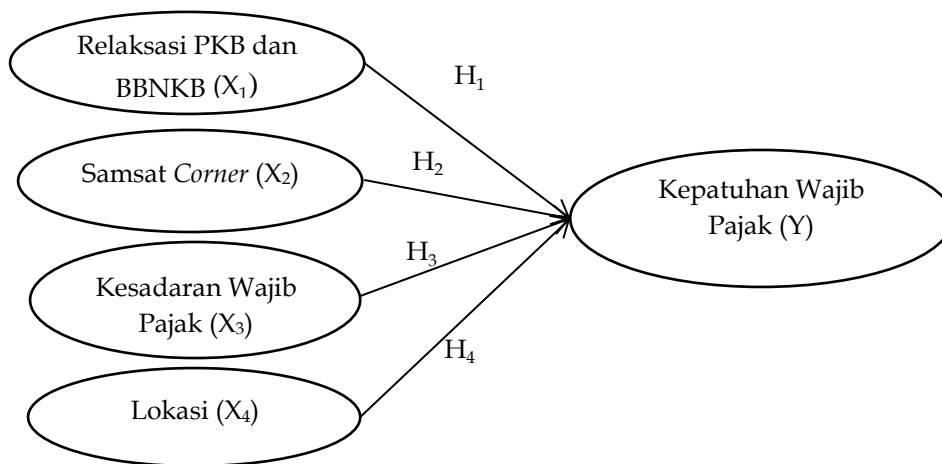 Relaksasi PKB dan
BBNKB (X₁)
H₁
Samsat Corner (X₂)
H₂
Kepatuhan Wajib
Pajak (Y)
H₃
Kesadaran Wajib
Pajak (X₃)
H₄
Lokasi (X₄)